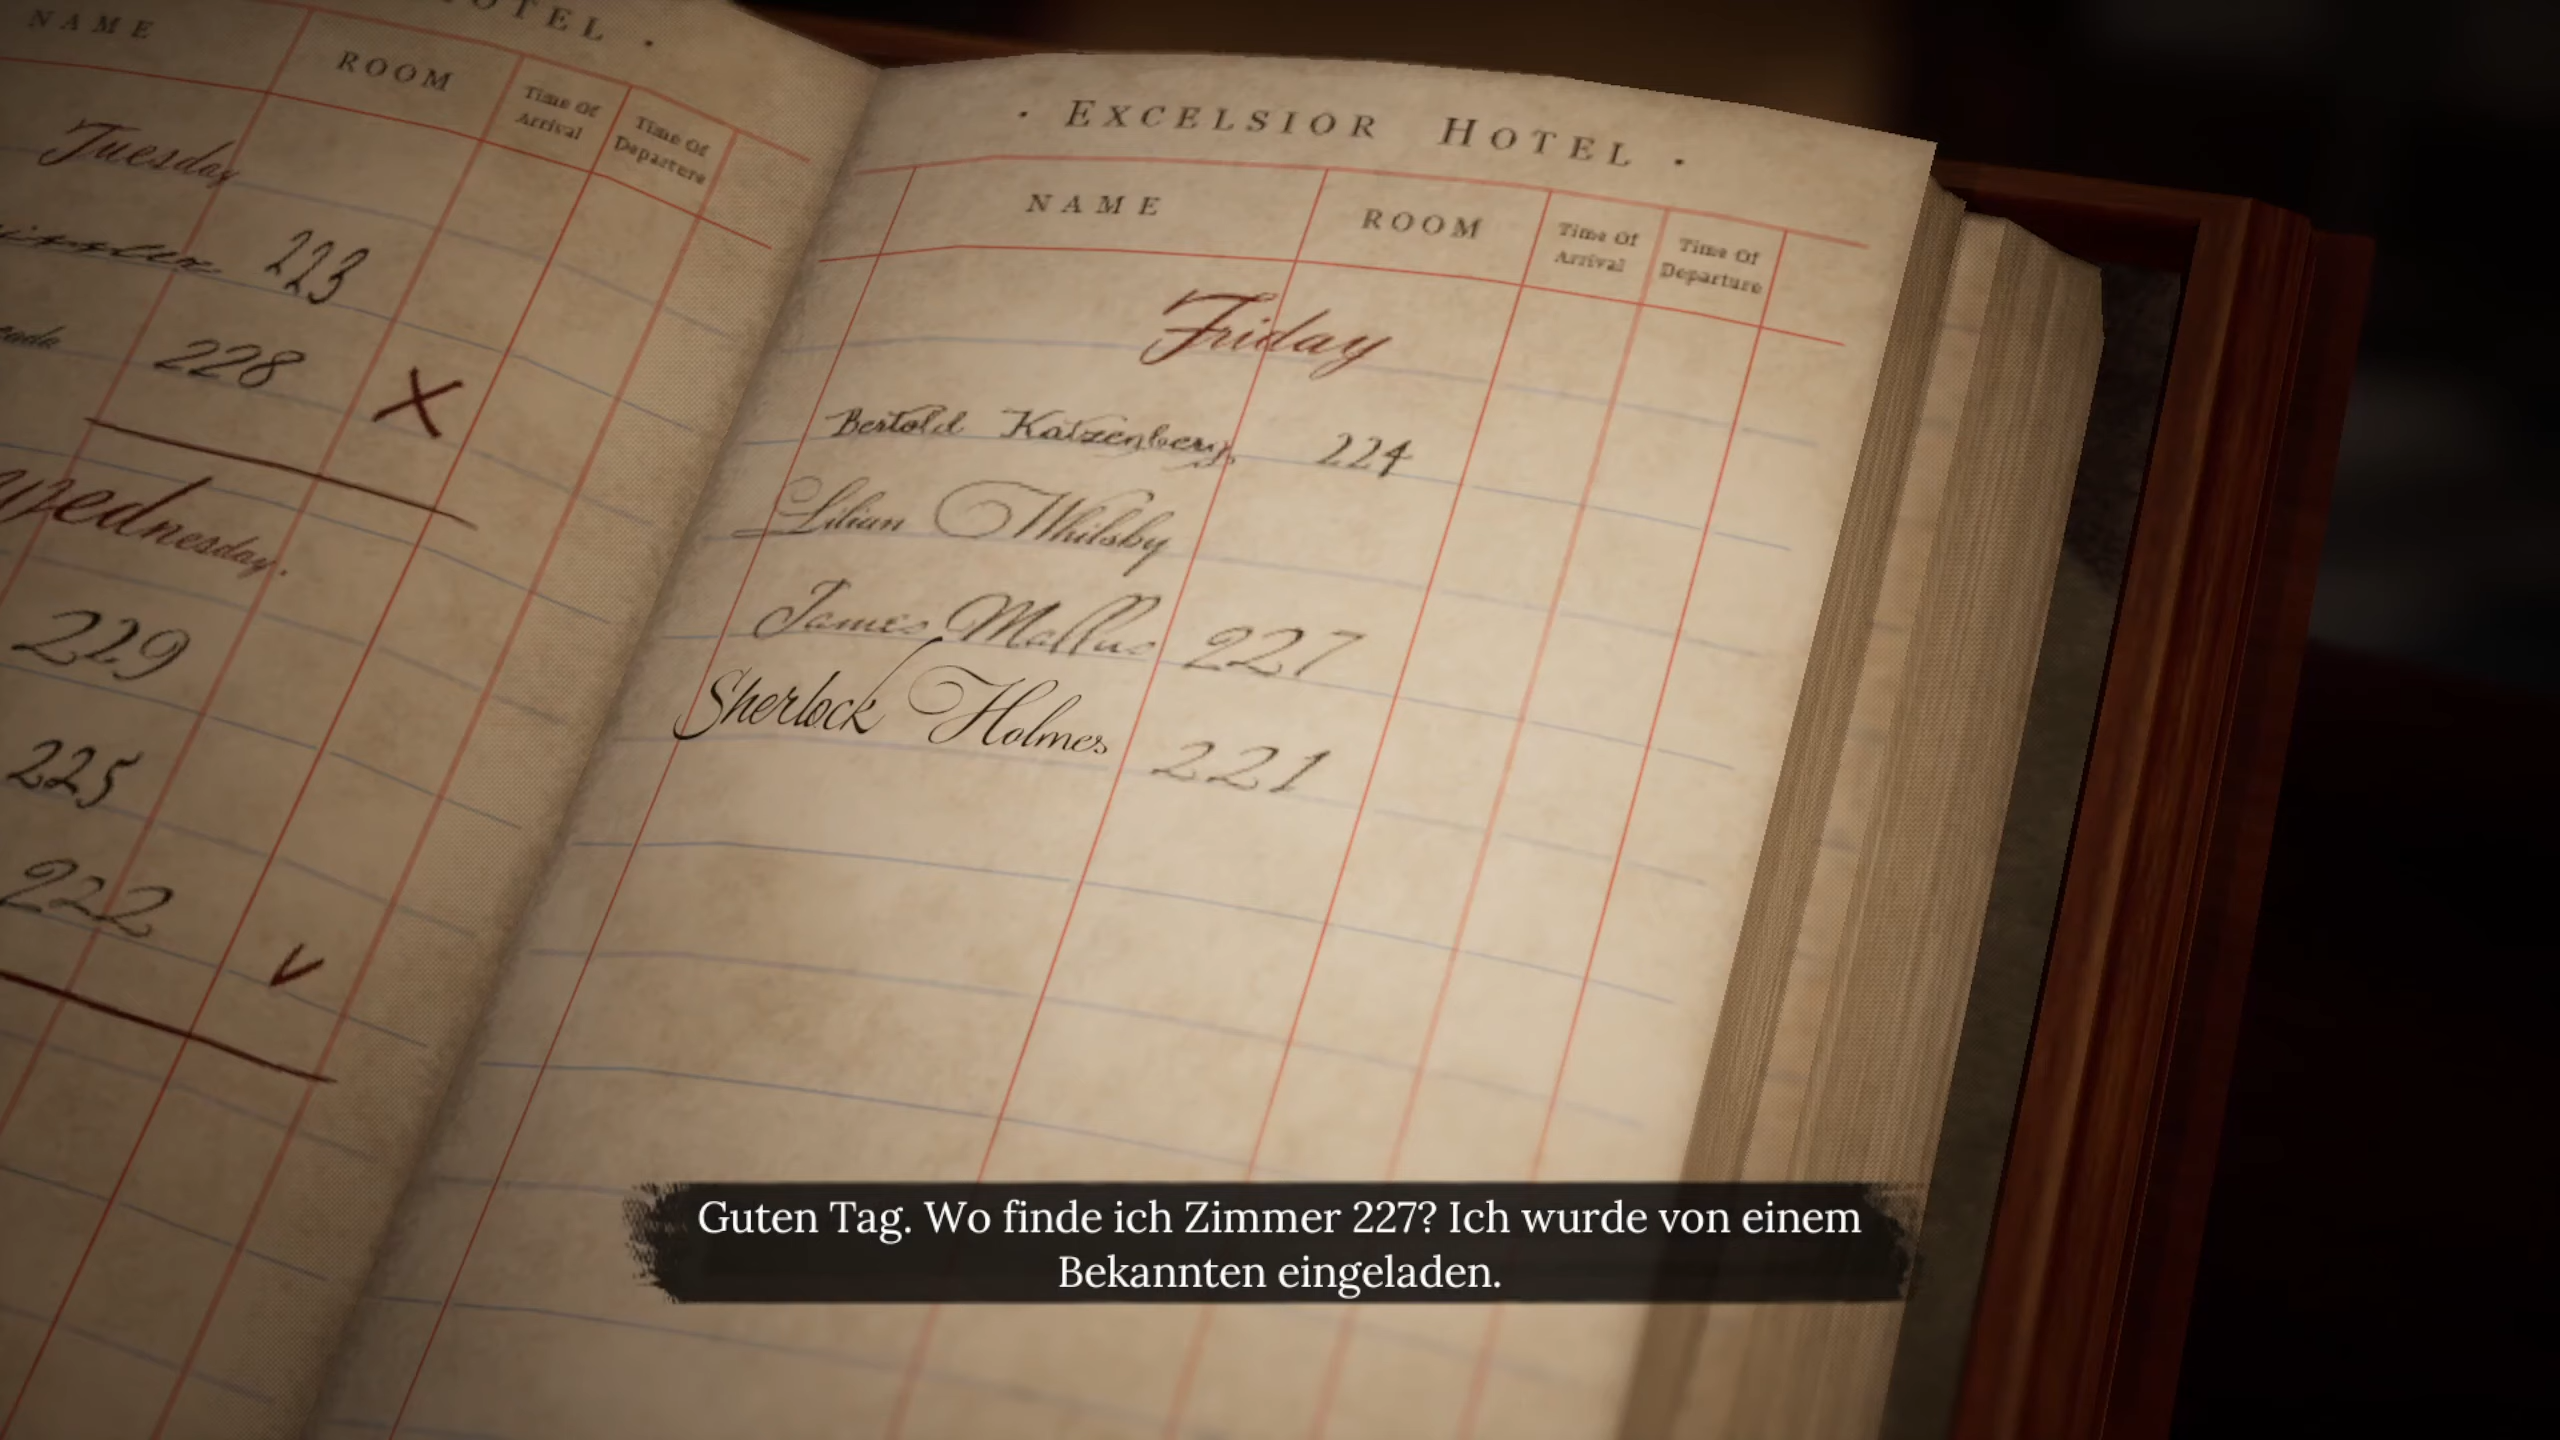 HOTEL ·
NAME ROOM Time Of Arrival Time Of Departure
Tuesday
223
228 X
Wednesday.
229
225
222 V
· EXCELSIOR HOTEL ·
NAME ROOM Time Of Arrival Time Of Departure
Friday
Bertold Katzenberg 224
Lilian Whilsby
James Mallus 227
Sherlock Holmes 221
Guten Tag. Wo finde ich Zimmer 227? Ich wurde von einem
Bekannten eingeladen.